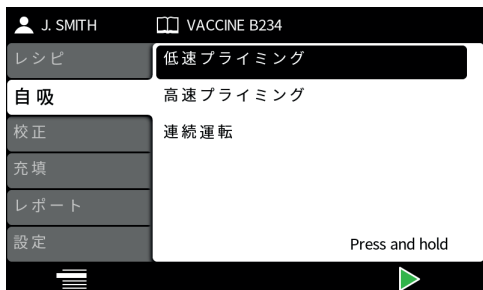 J. SMITH
VACCINE B234
レシピ
自吸
校正
充填
レポート
設定
低速プライミング
高速プライミング
連続運転
Press and hold